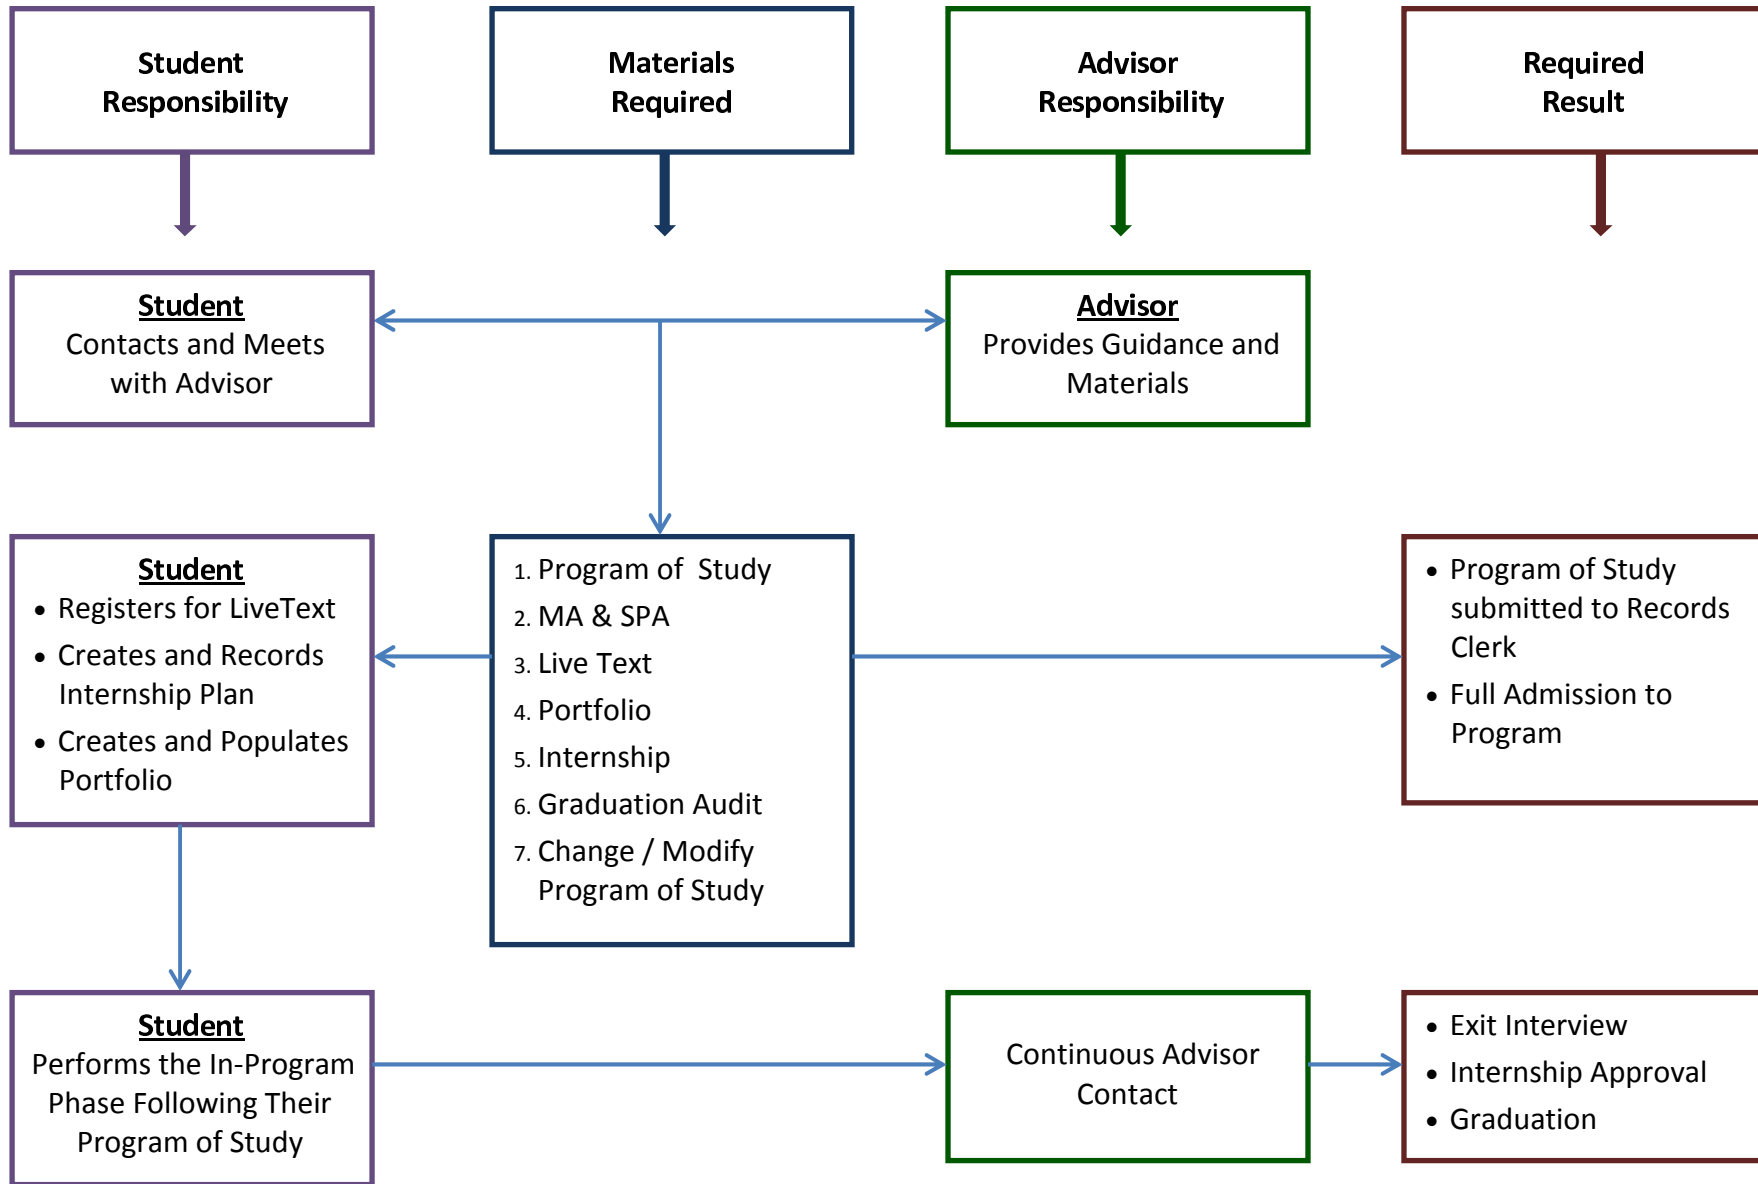 Student
Responsibility
Materials
Required
Advisor
Responsibility
Required
Result
Student
Contacts and Meets
with Advisor
Advisor
Provides Guidance and
Materials
Student
• Registers for LiveText
• Creates and Records
Internship Plan
• Creates and Populates
Portfolio
1. Program of Study
2. MA & SPA
3. Live Text
4. Portfolio
5. Internship
6. Graduation Audit
7. Change / Modify
Program of Study
• Program of Study
submitted to Records
Clerk
• Full Admission to
Program
Student
Performs the In-Program
Phase Following Their
Program of Study
Continuous Advisor
Contact
• Exit Interview
• Internship Approval
• Graduation